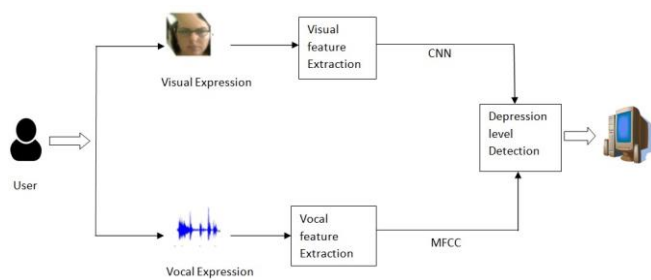 Visual
feature
Extraction
CNN
Visual Expression
Depression
level
Detection
User
Vocal
feature
Extraction
MFCC
Vocal Expression